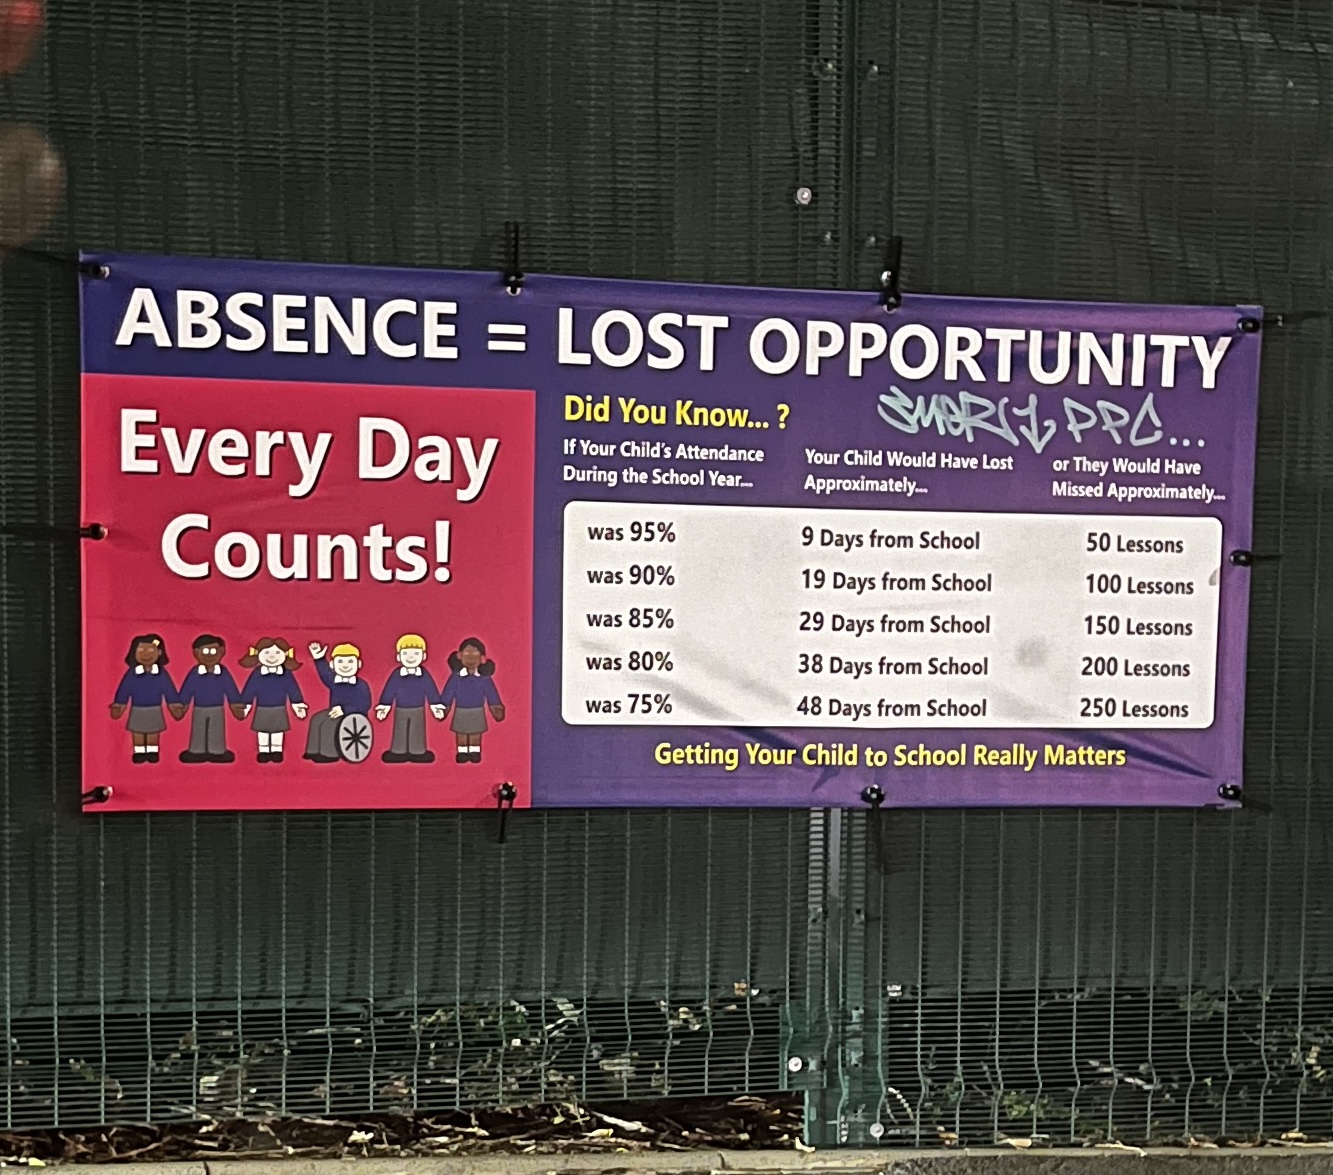 ABSENCE = LOST OPPORTUNITY
Every Day
Counts!
Did You Know... ?
PPC...
If Your Child's Attendance
During the School Year...
Your Child Would Have Lost
Approximately...
or They Would Have
Missed Approximately...
was 95% 9 Days from School 50 Lessons
was 90% 19 Days from School 100 Lessons
was 85% 29 Days from School 150 Lessons
was 80% 38 Days from School 200 Lessons
was 75% 48 Days from School 250 Lessons
Getting Your Child to School Really Matters